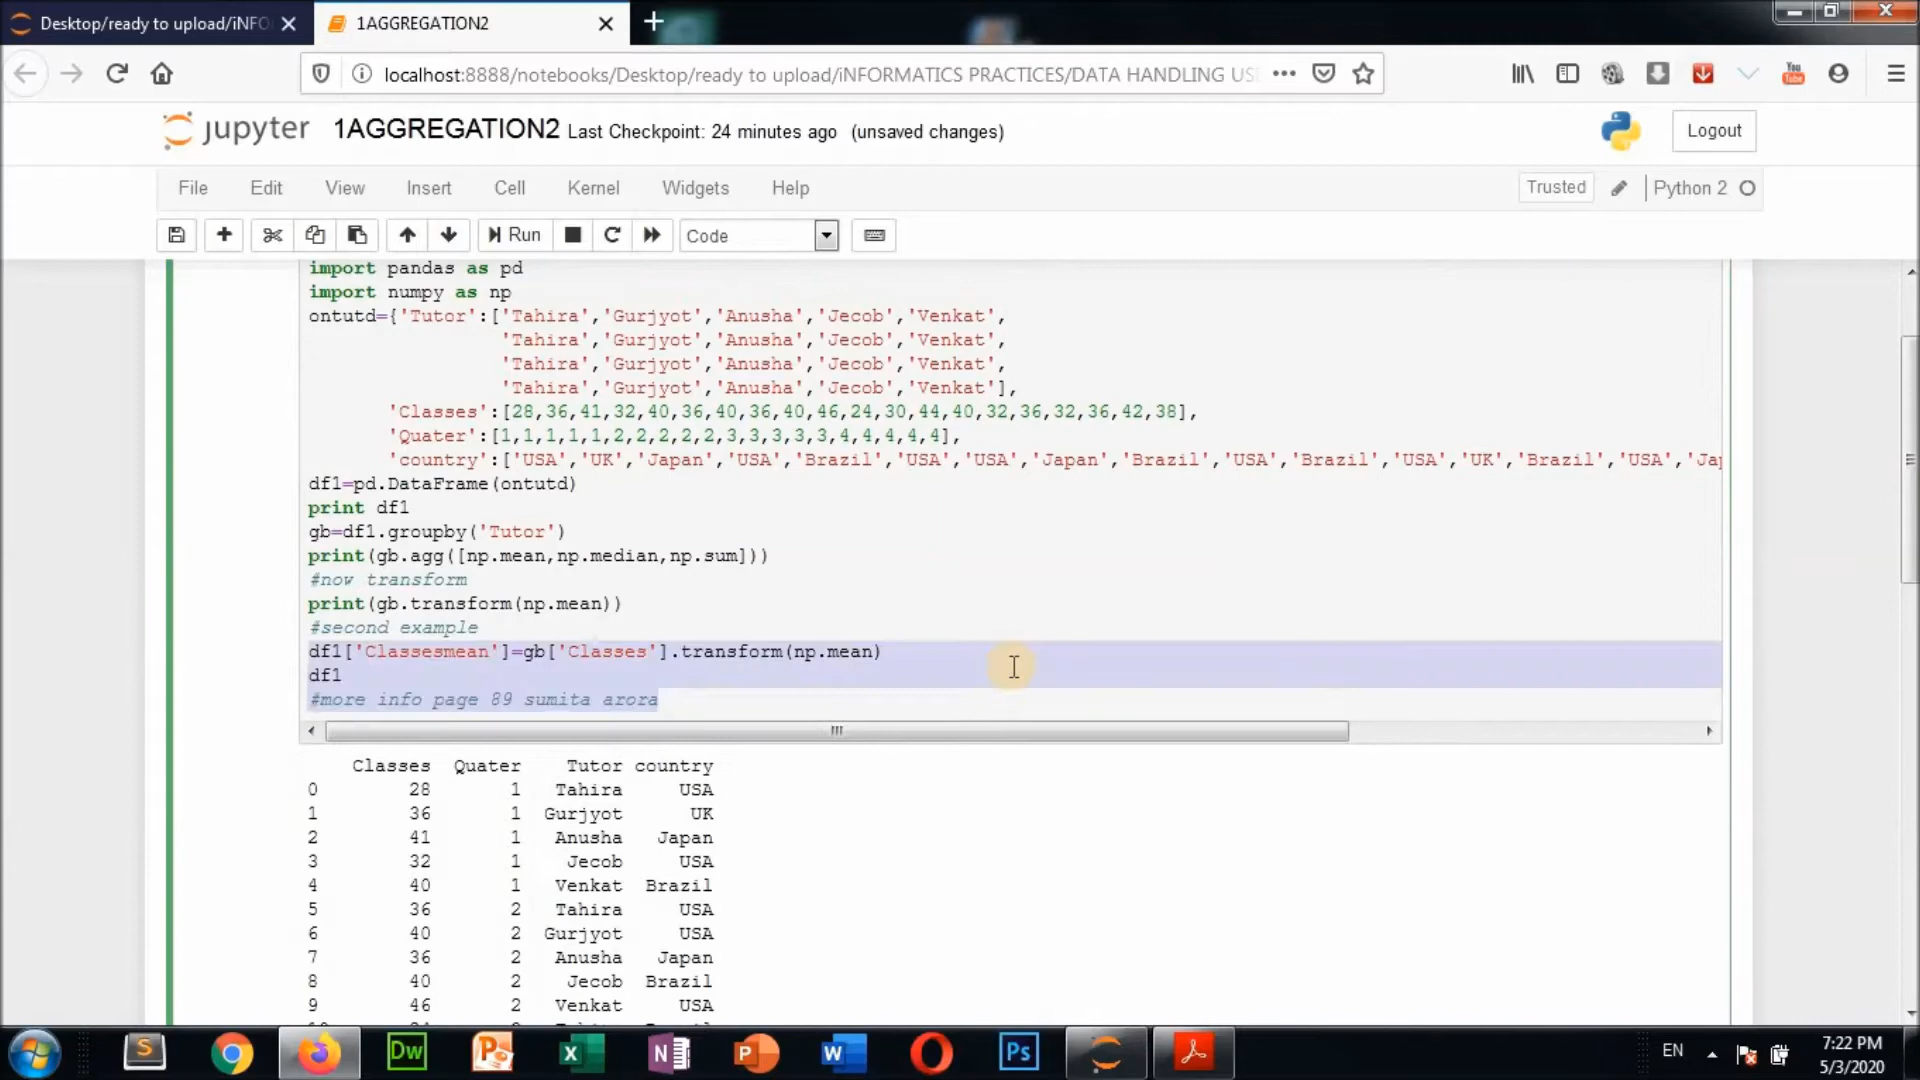 Desktop/ready to upload/iNFO
1AGGREGATION2
localhost:8888/notebooks/Desktop/ready to upload/iNFORMATICS PRACTICES/DATA HANDLING US
You Tube
jupyter 1AGGREGATION2 Last Checkpoint: 24 minutes ago (unsaved changes)
Logout
File Edit View Insert Cell Kernel Widgets Help
Trusted Python 2
Run Code
import pandas as pd
import numpy as np
ontutd={'Tutor':['Tahira','Gurjyot','Anusha','Jecob','Venkat',
'Tahira','Gurjyot','Anusha','Jecob','Venkat',
'Tahira','Gurjyot','Anusha','Jecob','Venkat',
'Tahira','Gurjyot','Anusha','Jecob','Venkat'],
'Classes':[28,36,41,32,40,36,40,36,40,46,24,30,44,40,32,36,32,36,42,38],
'Quater':[1,1,1,1,1,2,2,2,2,2,3,3,3,3,3,4,4,4,4,4],
'country':['USA','UK','Japan','USA','Brazil','USA','USA','Japan','Brazil','USA','Brazil','USA','UK','Brazil','USA','Jap
df1=pd.DataFrame(ontutd)
print df1
gb=df1.groupby('Tutor')
print(gb.agg([np.mean,np.median,np.sum]))
#now transform
print(gb.transform(np.mean))
#second example
df1['Classesmean']=gb['Classes'].transform(np.mean)
df1
#more info page 89 sumita arora
Classes Quater Tutor country
0 28 1 Tahira USA
1 36 1 Gurjyot UK
2 41 1 Anusha Japan
3 32 1 Jecob USA
4 40 1 Venkat Brazil
5 36 2 Tahira USA
6 40 2 Gurjyot USA
7 36 2 Anusha Japan
8 40 2 Jecob Brazil
9 46 2 Venkat USA
S Dw Pr X N P W Ps
EN
7:22 PM
5/3/2020